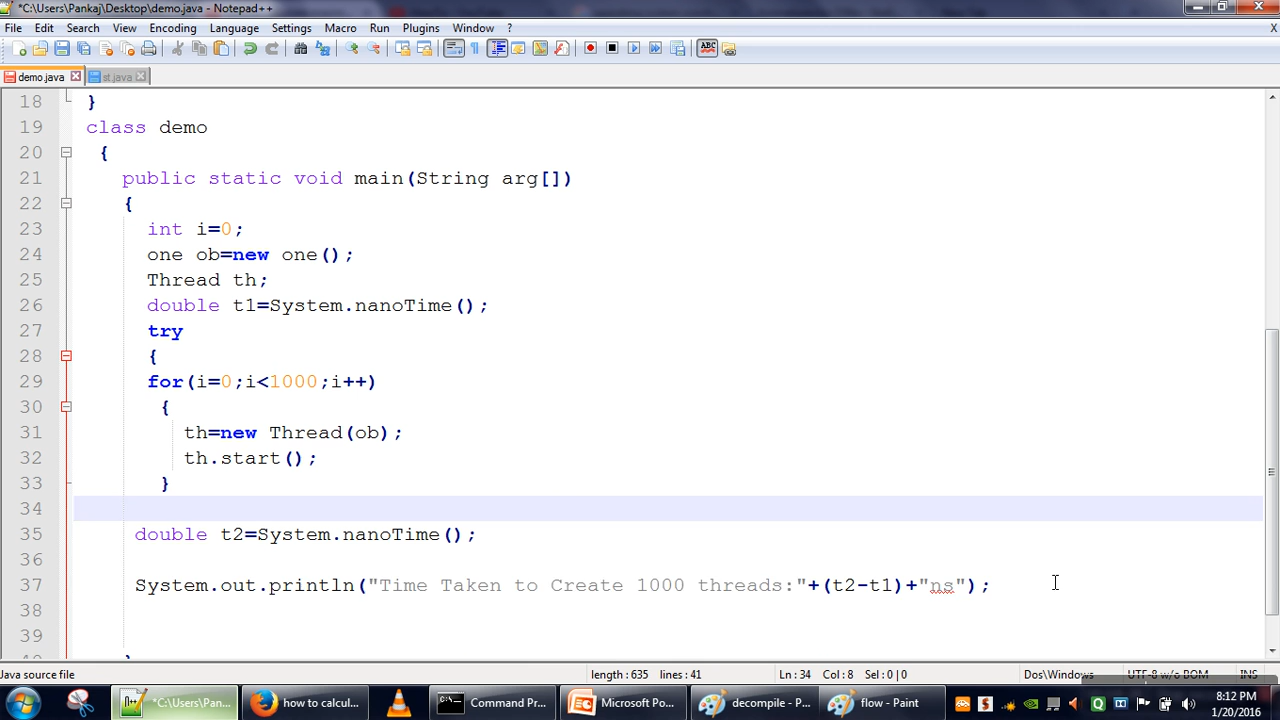 *C:\Users\Pankaj\Desktop\demo.java - Notepad++
File Edit Search View Encoding Language Settings Macro Run Plugins Window ? X
demo.java st.java
18 }
19 class demo
20 {
21 public static void main(String arg[])
22 {
23 int i=0;
24 one ob=new one();
25 Thread th;
26 double t1=System.nanoTime();
27 try
28 {
29 for(i=0;i<1000;i++)
30 {
31 th=new Thread(ob);
32 th.start();
33 }
34
35 double t2=System.nanoTime();
36
37 System.out.println("Time Taken to Create 1000 threads:"+(t2-t1)+"ns");
38
39
40 }
Java source file length : 635 lines : 41 Ln : 34 Col : 8 Sel : 0 | 0 Dos\Windows UTF-8 w/o BOM INS
*C:\Users\Pan... how to calcul... Command Pr... Microsoft Po... decompile - P... flow - Paint 8:12 PM
1/20/2016